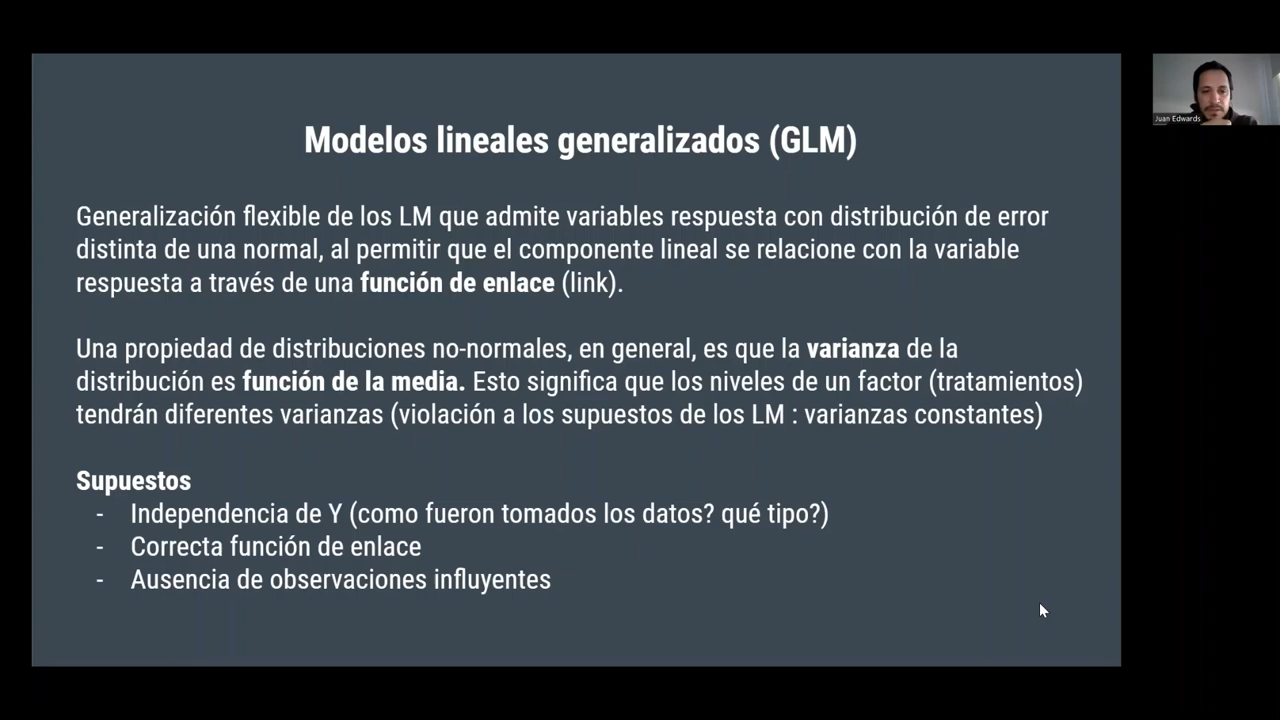 Modelos lineales generalizados (GLM)
Generalización flexible de los LM que admite variables respuesta con distribución de error
distinta de una normal, al permitir que el componente lineal se relacione con la variable
respuesta a través de una función de enlace (link).
Una propiedad de distribuciones no-normales, en general, es que la varianza de la
distribución es función de la media. Esto significa que los niveles de un factor (tratamientos)
tendrán diferentes varianzas (violación a los supuestos de los LM : varianzas constantes)
Supuestos
- Independencia de Y (como fueron tomados los datos? qué tipo?)
- Correcta función de enlace
- Ausencia de observaciones influyentes
Juan Edwards